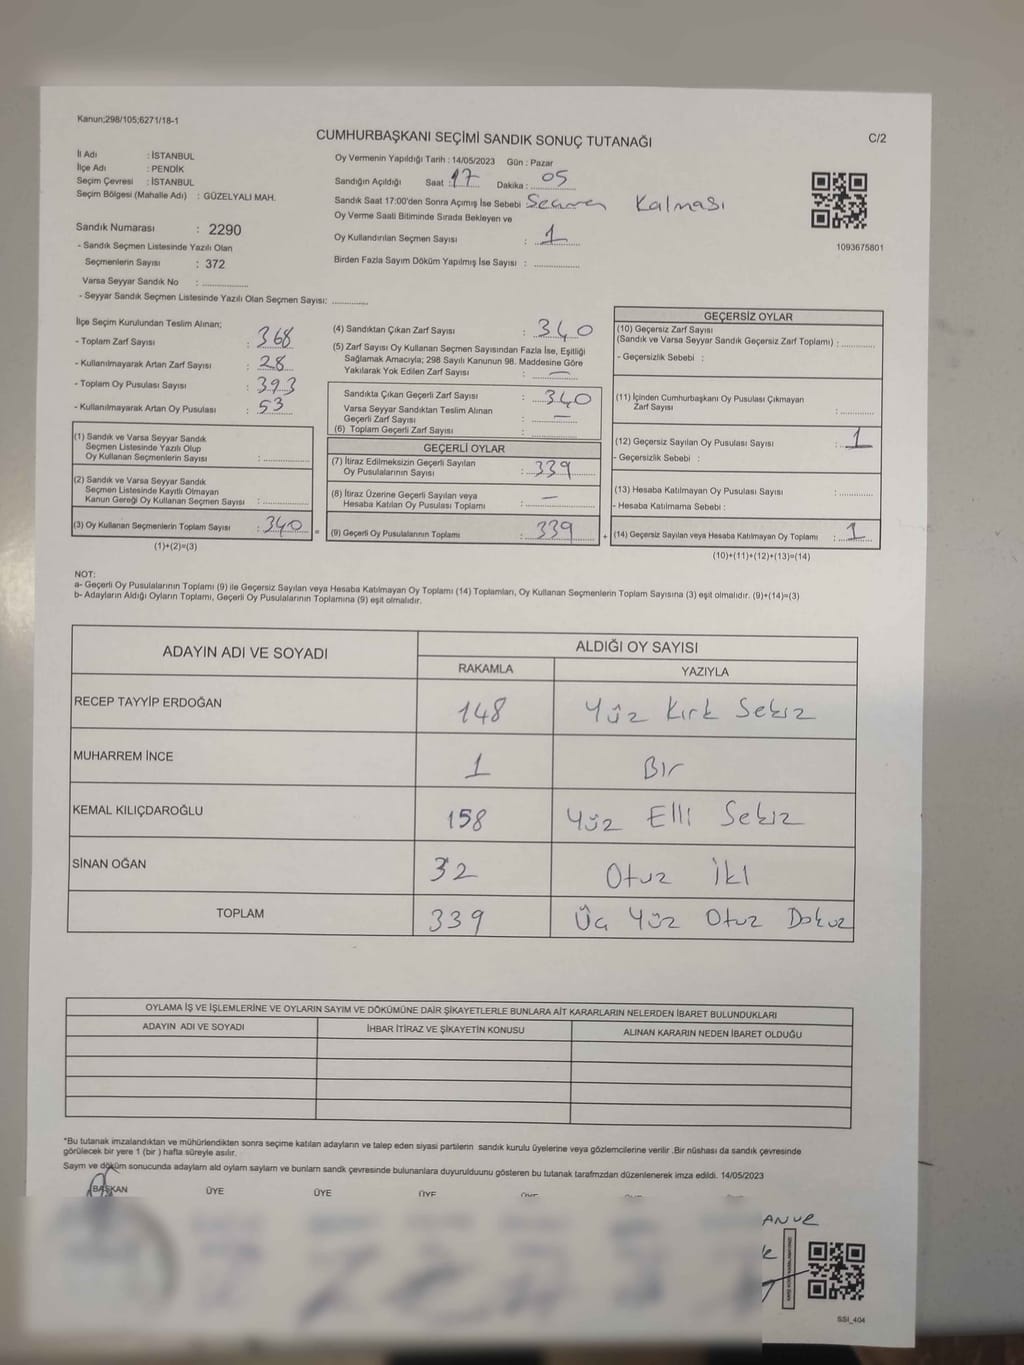 Kanun;298/105;6271/18-1
CUMHURBAŞKANI SEÇİMİ SANDIK SONUÇ TUTANAĞI
C/2
İl Adı : İSTANBUL
İlçe Adı : PENDİK
Seçim Çevresi : İSTANBUL
Seçim Bölgesi (Mahalle Adı) : GÜZELYALI MAH.
Sandık Numarası : 2290
- Sandık Seçmen Listesinde Yazılı Olan
Seçmenlerin Sayısı : 372
Varsa Seyyar Sandık No :
- Seyyar Sandık Seçmen Listesinde Yazılı Olan Seçmen Sayısı:
Oy Vermenin Yapıldığı Tarih : 14/05/2023 Gün : Pazar
Sandığın Açıldığı Saat : 17 Dakika : 05
Sandık Saat 17:00'den Sonra Açımış İse Sebebi Seçmen Kalması
Oy Verme Saati Bitiminde Sırada Bekleyen ve
Oy Kullandırılan Seçmen Sayısı : 1
Birden Fazla Sayım Döküm Yapılmış İse Sayısı :
1093675801
İlçe Seçim Kurulundan Teslim Alınan;
- Toplam Zarf Sayısı : 368
- Kullanılmayarak Artan Zarf Sayısı : 28
- Toplam Oy Pusulası Sayısı : 393
- Kullanılmayarak Artan Oy Pusulası : 53
(1) Sandık ve Varsa Seyyar Sandık
Seçmen Listesinde Yazılı Olup
Oy Kullanan Seçmenlerin Sayısı :
(2) Sandık ve Varsa Seyyar Sandık
Seçmen Listesinde Kayıtlı Olmayan
Kanun Gereği Oy Kullanan Seçmen Sayısı :
(3) Oy Kullanan Seçmenlerin Toplam Sayısı : 340 =
(1)+(2)=(3)
(4) Sandıktan Çıkan Zarf Sayısı : 340
(5) Zarf Sayısı Oy Kullanan Seçmen Sayısından Fazla İse, Eşitliği
Sağlamak Amacıyla; 298 Sayılı Kanunun 98. Maddesine Göre
Yakılarak Yok Edilen Zarf Sayısı : —
Sandıkta Çıkan Geçerli Zarf Sayısı : 340
Varsa Seyyar Sandıktan Teslim Alınan
Geçerli Zarf Sayısı : —
(6) Toplam Geçerli Zarf Sayısı :
GEÇERLİ OYLAR
(7) İtiraz Edilmeksizin Geçerli Sayılan
Oy Pusulalarının Sayısı : 339
(8) İtiraz Üzerine Geçerli Sayılan veya
Hesaba Katılan Oy Pusulası Toplamı : —
(9) Geçerli Oy Pusulalarının Toplamı : 339 +
GEÇERSİZ OYLAR
(10) Geçersiz Zarf Sayısı
(Sandık ve Varsa Seyyar Sandık Geçersiz Zarf Toplamı) :
- Geçersizlik Sebebi :
(11) İçinden Cumhurbaşkanı Oy Pusulası Çıkmayan
Zarf Sayısı :
(12) Geçersiz Sayılan Oy Pusulası Sayısı : 1
- Geçersizlik Sebebi :
(13) Hesaba Katılmayan Oy Pusulası Sayısı :
- Hesaba Katılmama Sebebi :
(14) Geçersiz Sayılan veya Hesaba Katılmayan Oy Toplamı : 1
(10)+(11)+(12)+(13)=(14)
NOT:
a- Geçerli Oy Pusulalarının Toplamı (9) ile Geçersiz Sayılan veya Hesaba Katılmayan Oy Toplamı (14) Toplamları, Oy Kullanan Seçmenlerin Toplam Sayısına (3) eşit olmalıdır. (9)+(14)=(3)
b- Adayların Aldığı Oyların Toplamı, Geçerli Oy Pusulalarının Toplamına (9) eşit olmalıdır.
ADAYIN ADI VE SOYADI
ALDIĞI OY SAYISI
RAKAMLA YAZIYLA
RECEP TAYYİP ERDOĞAN 148 Yüz Kırk Sekiz
MUHARREM İNCE 1 Bir
KEMAL KILIÇDAROĞLU 158 Yüz Elli Sekiz
SİNAN OĞAN 32 Otuz İki
TOPLAM 339 Üç Yüz Otuz Dokuz
OYLAMA İŞ VE İŞLEMLERİNE VE OYLARIN SAYIM VE DÖKÜMÜNE DAİR ŞİKAYETLERLE BUNLARA AİT KARARLARIN NELERDEN İBARET BULUNDUKLARI
ADAYIN ADI VE SOYADI İHBAR İTİRAZ VE ŞİKAYETİN KONUSU ALINAN KARARIN NEDEN İBARET OLDUĞU
*Bu tutanak imzalandıktan ve mühürlendikten sonra seçime katılan adayların ve talep eden siyasi partilerin sandık kurulu üyelerine veya gözlemcilerine verilir .Bir nüshası da sandık çevresinde
görülecek bir yere 1 (bir ) hafta süreyle asılır.
Sayım ve döküm sonucunda adayların ald oyların sayların ve bunların sandk çevresinde bulunanlara duyurulduunu gösteren bu tutanak tarafmzdan düzenlenerek imza edildi. 14/05/2023
BAŞKAN ÜYE ÜYE ÜYE
ANUR
SSI_404